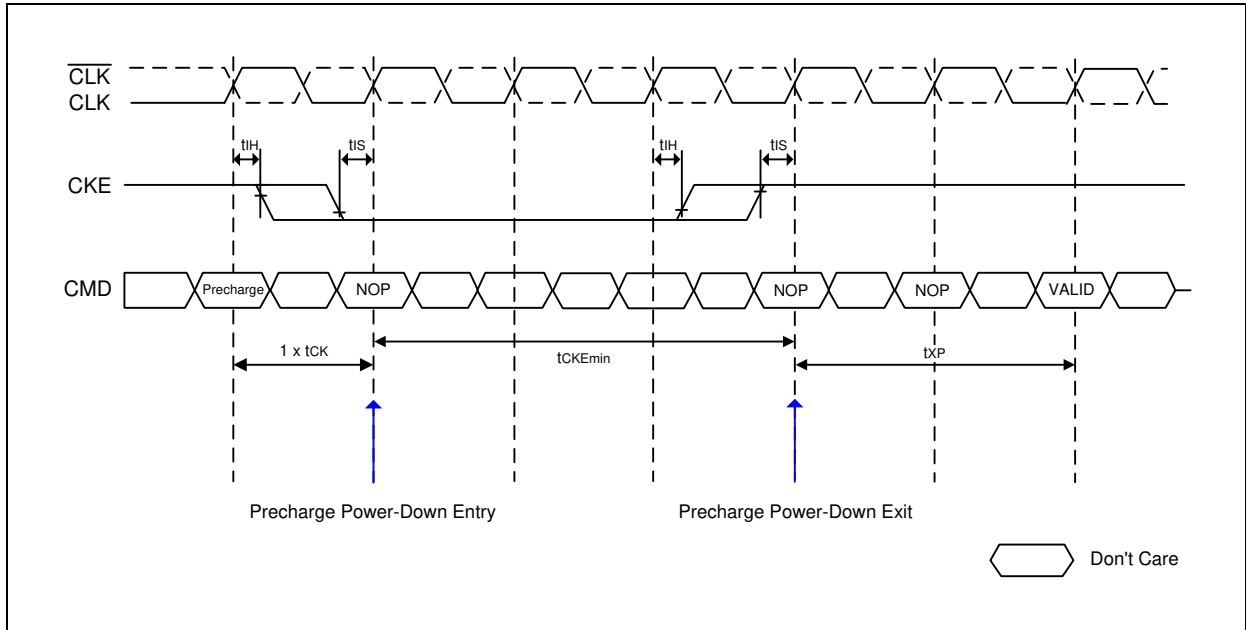 CLK
CLK
tIH
tIS
tIH
tIS
CKE
CMD
Precharge
NOP
NOP
NOP
VALID
1 x tCK
tCKEmin
tXP
Precharge Power-Down Entry
Precharge Power-Down Exit
Don't Care